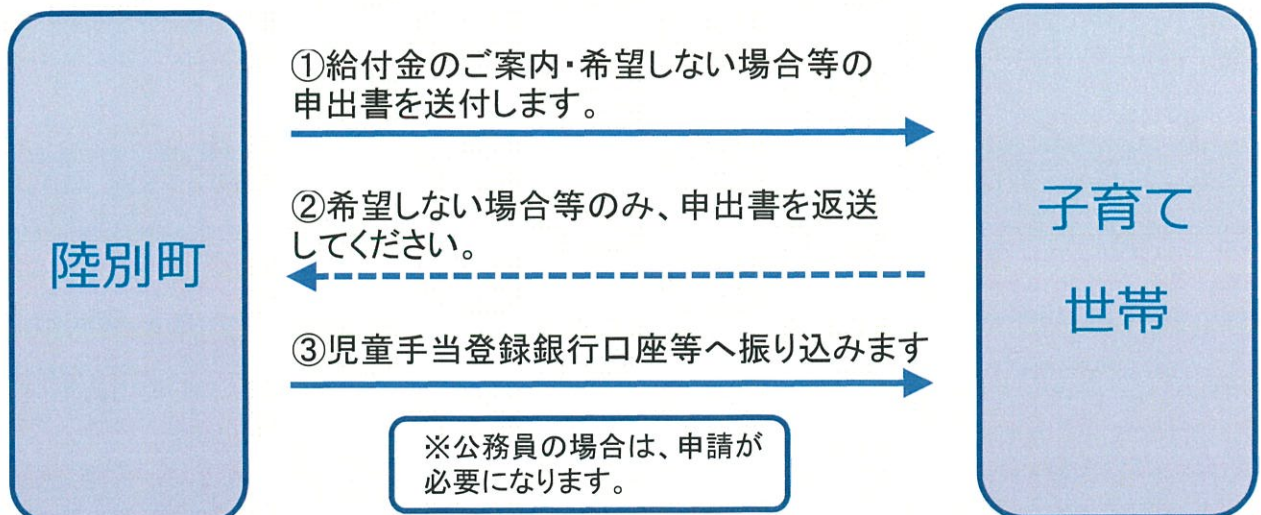 陸別町
①給付金のご案内・希望しない場合等の
申出書を送付します。
②希望しない場合等のみ、申出書を返送
してください。
③児童手当登録銀行口座等へ振り込みます
※公務員の場合は、申請が
必要になります。
子育て
世帯